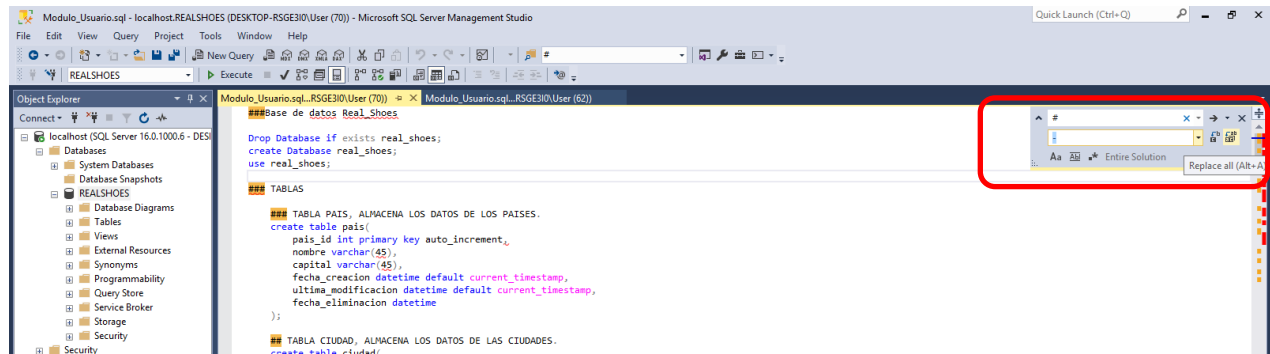 Modulo_Usuario.sql - localhost.REALSHOES (DESKTOP-RSGE3I0\User (70)) - Microsoft SQL Server Management Studio
Quick Launch (Ctrl+Q)
File Edit View Query Project Tools Window Help
New Query
#
REALSHOES
Execute
Object Explorer
Modulo_Usuario.sql...RSGE3I0\User (70))
Modulo_Usuario.sql...RSGE3I0\User (62))
Connect
localhost (SQL Server 16.0.1000.6 - DESI
Databases
System Databases
Database Snapshots
REALSHOES
Database Diagrams
Tables
Views
External Resources
Synonyms
Programmability
Query Store
Service Broker
Storage
Security
Security
###Base de datos Real_Shoes
Drop Database if exists real_shoes;
create Database real_shoes;
use real_shoes;
### TABLAS
### TABLA PAIS, ALMACENA LOS DATOS DE LOS PAISES.
create table pais(
pais_id int primary key auto_increment,
nombre varchar(45),
capital varchar(45),
fecha_creacion datetime default current_timestamp,
ultima_modificacion datetime default current_timestamp,
fecha_eliminacion datetime
);
## TABLA CIUDAD, ALMACENA LOS DATOS DE LAS CIUDADES.
create table ciudad(
#
-
Aa Ab Entire Solution
Replace all (Alt+A)